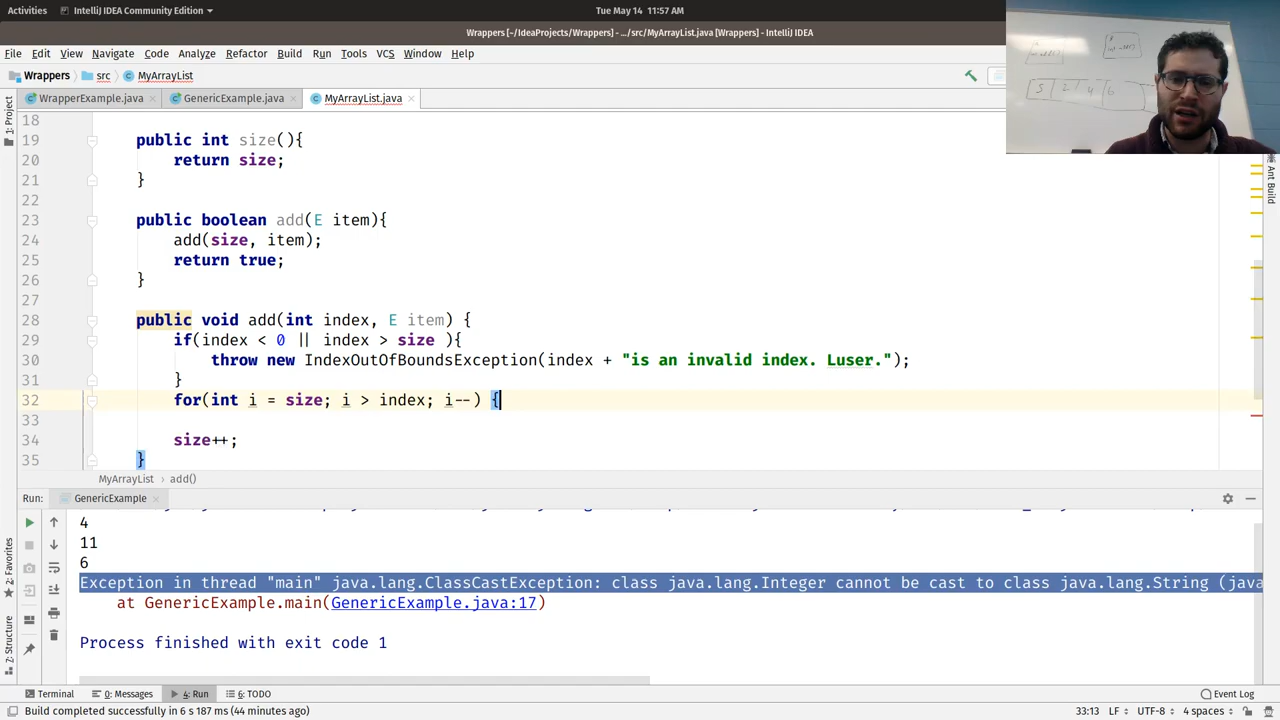 Activities
IntelliJ IDEA Community Edition
Tue May 14 11:57 AM
Wrappers [~/IdeaProjects/Wrappers] - .../src/MyArrayList.java [Wrappers] - IntelliJ IDEA
File Edit View Navigate Code Analyze Refactor Build Run Tools VCS Window Help
Wrappers src MyArrayList
WrapperExample.java GenericExample.java MyArrayList.java
1: Project
Ant Build
18
19 public int size(){
20 return size;
21 }
22
23 public boolean add(E item){
24 add(size, item);
25 return true;
26 }
27
28 public void add(int index, E item) {
29 if(index < 0 || index > size ){
30 throw new IndexOutOfBoundsException(index + "is an invalid index. Luser.");
31 }
32 for(int i = size; i > index; i--) {
33
34 size++;
35 }
MyArrayList add()
Run: GenericExample
4
11
6
Exception in thread "main" java.lang.ClassCastException: class java.lang.Integer cannot be cast to class java.lang.String (java
at GenericExample.main(GenericExample.java:17)
Process finished with exit code 1
2: Favorites
7: Structure
Terminal 0: Messages 4: Run 6: TODO Event Log
Build completed successfully in 6 s 187 ms (44 minutes ago) 33:13 LF UTF-8 4 spaces